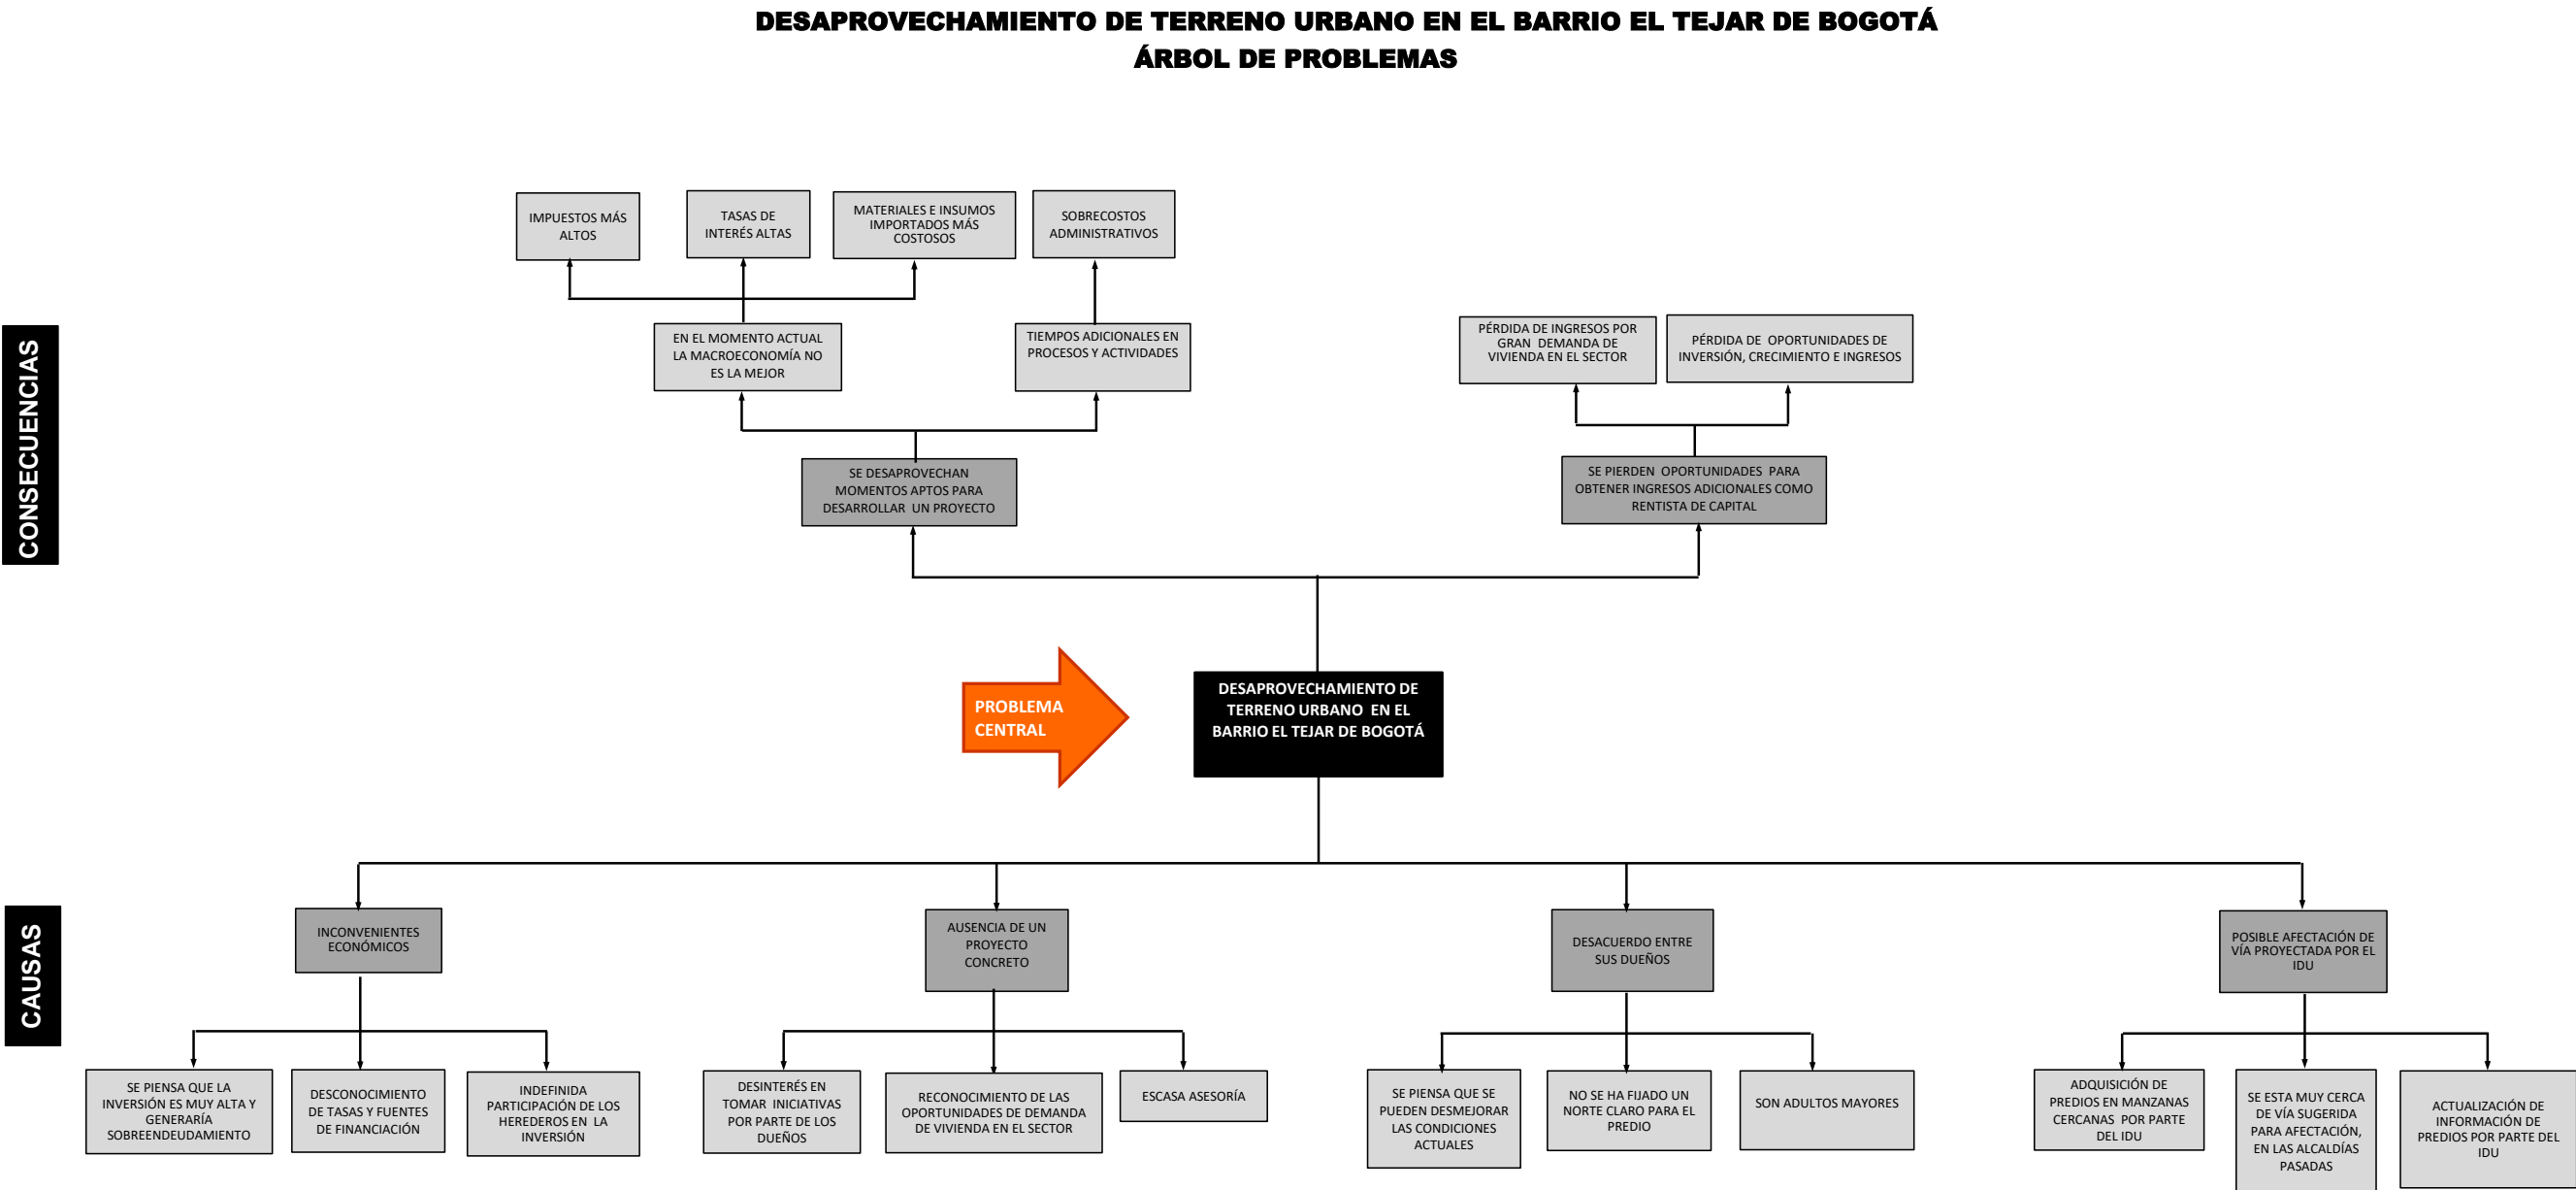 DESAPROVECHAMIENTO DE TERRENO URBANO EN EL BARRIO EL TEJAR DE BOGOTÁ
ÁRBOL DE PROBLEMAS
IMPUESTOS MÁS
ALTOS
TASAS DE
INTERÉS ALTAS
MATERIALES E INSUMOS
IMPORTADOS MÁS
COSTOSOS
SOBRECOSTOS
ADMINISTRATIVOS
CONSECUENCIAS
EN EL MOMENTO ACTUAL
LA MACROECONOMÍA NO
ES LA MEJOR
TIEMPOS ADICIONALES EN
PROCESOS Y ACTIVIDADES
PÉRDIDA DE INGRESOS POR
GRAN DEMANDA DE
VIVIENDA EN EL SECTOR
PÉRDIDA DE OPORTUNIDADES DE
INVERSIÓN, CRECIMIENTO E INGRESOS
SE DESAPROVECHAN
MOMENTOS APTOS PARA
DESARROLLAR UN PROYECTO
SE PIERDEN OPORTUNIDADES PARA
OBTENER INGRESOS ADICIONALES COMO
RENTISTA DE CAPITAL
PROBLEMA
CENTRAL
DESAPROVECHAMIENTO DE
TERRENO URBANO EN EL
BARRIO EL TEJAR DE BOGOTÁ
CAUSAS
INCONVENIENTES
ECONÓMICOS
AUSENCIA DE UN
PROYECTO
CONCRETO
DESACUERDO ENTRE
SUS DUEÑOS
POSIBLE AFECTACIÓN DE
VÍA PROYECTADA POR EL
IDU
SE PIENSA QUE LA
INVERSIÓN ES MUY ALTA Y
GENERARÍA
SOBREENDEUDAMIENTO
DESCONOCIMIENTO
DE TASAS Y FUENTES
DE FINANCIACIÓN
INDEFINIDA
PARTICIPACIÓN DE LOS
HEREDEROS EN LA
INVERSIÓN
DESINTERÉS EN
TOMAR INICIATIVAS
POR PARTE DE LOS
DUEÑOS
RECONOCIMIENTO DE LAS
OPORTUNIDADES DE DEMANDA
DE VIVIENDA EN EL SECTOR
ESCASA ASESORÍA
SE PIENSA QUE SE
PUEDEN DESMEJORAR
LAS CONDICIONES
ACTUALES
NO SE HA FIJADO UN
NORTE CLARO PARA EL
PREDIO
SON ADULTOS MAYORES
ADQUISICIÓN DE
PREDIOS EN MANZANAS
CERCANAS POR PARTE
DEL IDU
SE ESTA MUY CERCA
DE VÍA SUGERIDA
PARA AFECTACIÓN,
EN LAS ALCALDÍAS
PASADAS
ACTUALIZACIÓN DE
INFORMACIÓN DE
PREDIOS POR PARTE DEL
IDU